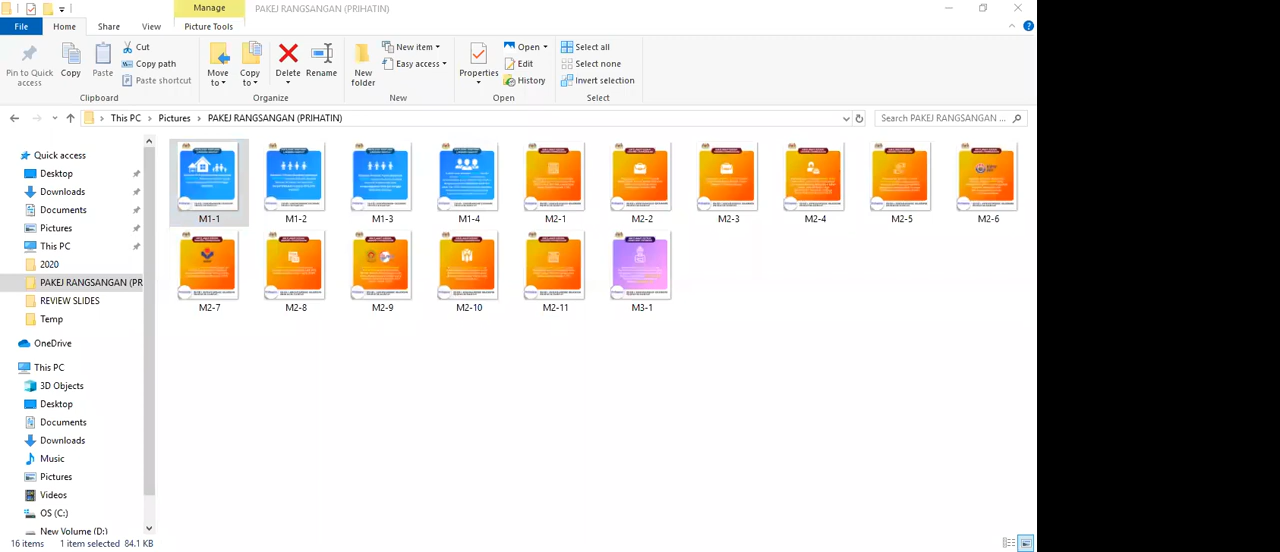 Manage
PAKEJ RANGSANGAN (PRIHATIN)
File
Home
Share
View
Picture Tools
Pin to Quick access
Copy
Paste
Cut
Copy path
Paste shortcut
Clipboard
Move to
Copy to
Delete
Rename
Organize
New folder
New item
Easy access
New
Properties
Open
Edit
History
Open
Select all
Select none
Invert selection
Select
This PC
Pictures
PAKEJ RANGSANGAN (PRIHATIN)
Search PAKEJ RANGSANGAN ...
Quick access
Desktop
Downloads
Documents
Pictures
This PC
2020
PAKEJ RANGSANGAN (PR
REVIEW SLIDES
Temp
OneDrive
This PC
3D Objects
Desktop
Documents
Downloads
Music
Pictures
Videos
OS (C:)
New Volume (D:)
M1-1
M1-2
M1-3
M1-4
M2-1
M2-2
M2-3
M2-4
M2-5
M2-6
M2-7
M2-8
M2-9
M2-10
M2-11
M3-1
16 items
1 item selected 84.1 KB